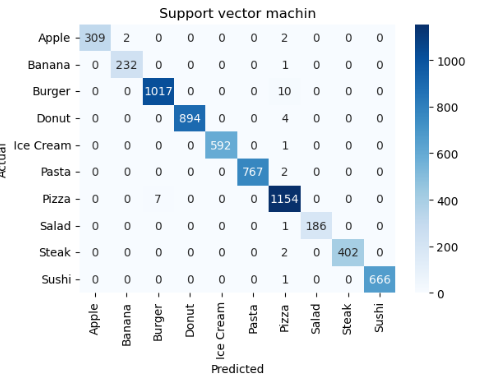 Support vector machin
Apple 309 2 0 0 0 0 2 0 0 0
Banana 0 232 0 0 0 0 1 0 0 0
Burger 0 0 1017 0 0 0 10 0 0 0
Donut 0 0 0 894 0 0 4 0 0 0
Ice Cream 0 0 0 0 592 0 1 0 0 0
Pasta 0 0 0 0 0 767 2 0 0 0
Pizza 0 0 7 0 0 0 1154 0 0 0
Salad 0 0 0 0 0 0 1 186 0 0
Steak 0 0 0 0 0 0 2 0 402 0
Sushi 0 0 0 0 0 0 1 0 0 666
Actual
Apple Banana Burger Donut Ice Cream Pasta Pizza Salad Steak Sushi
Predicted
1000
800
600
400
200
0